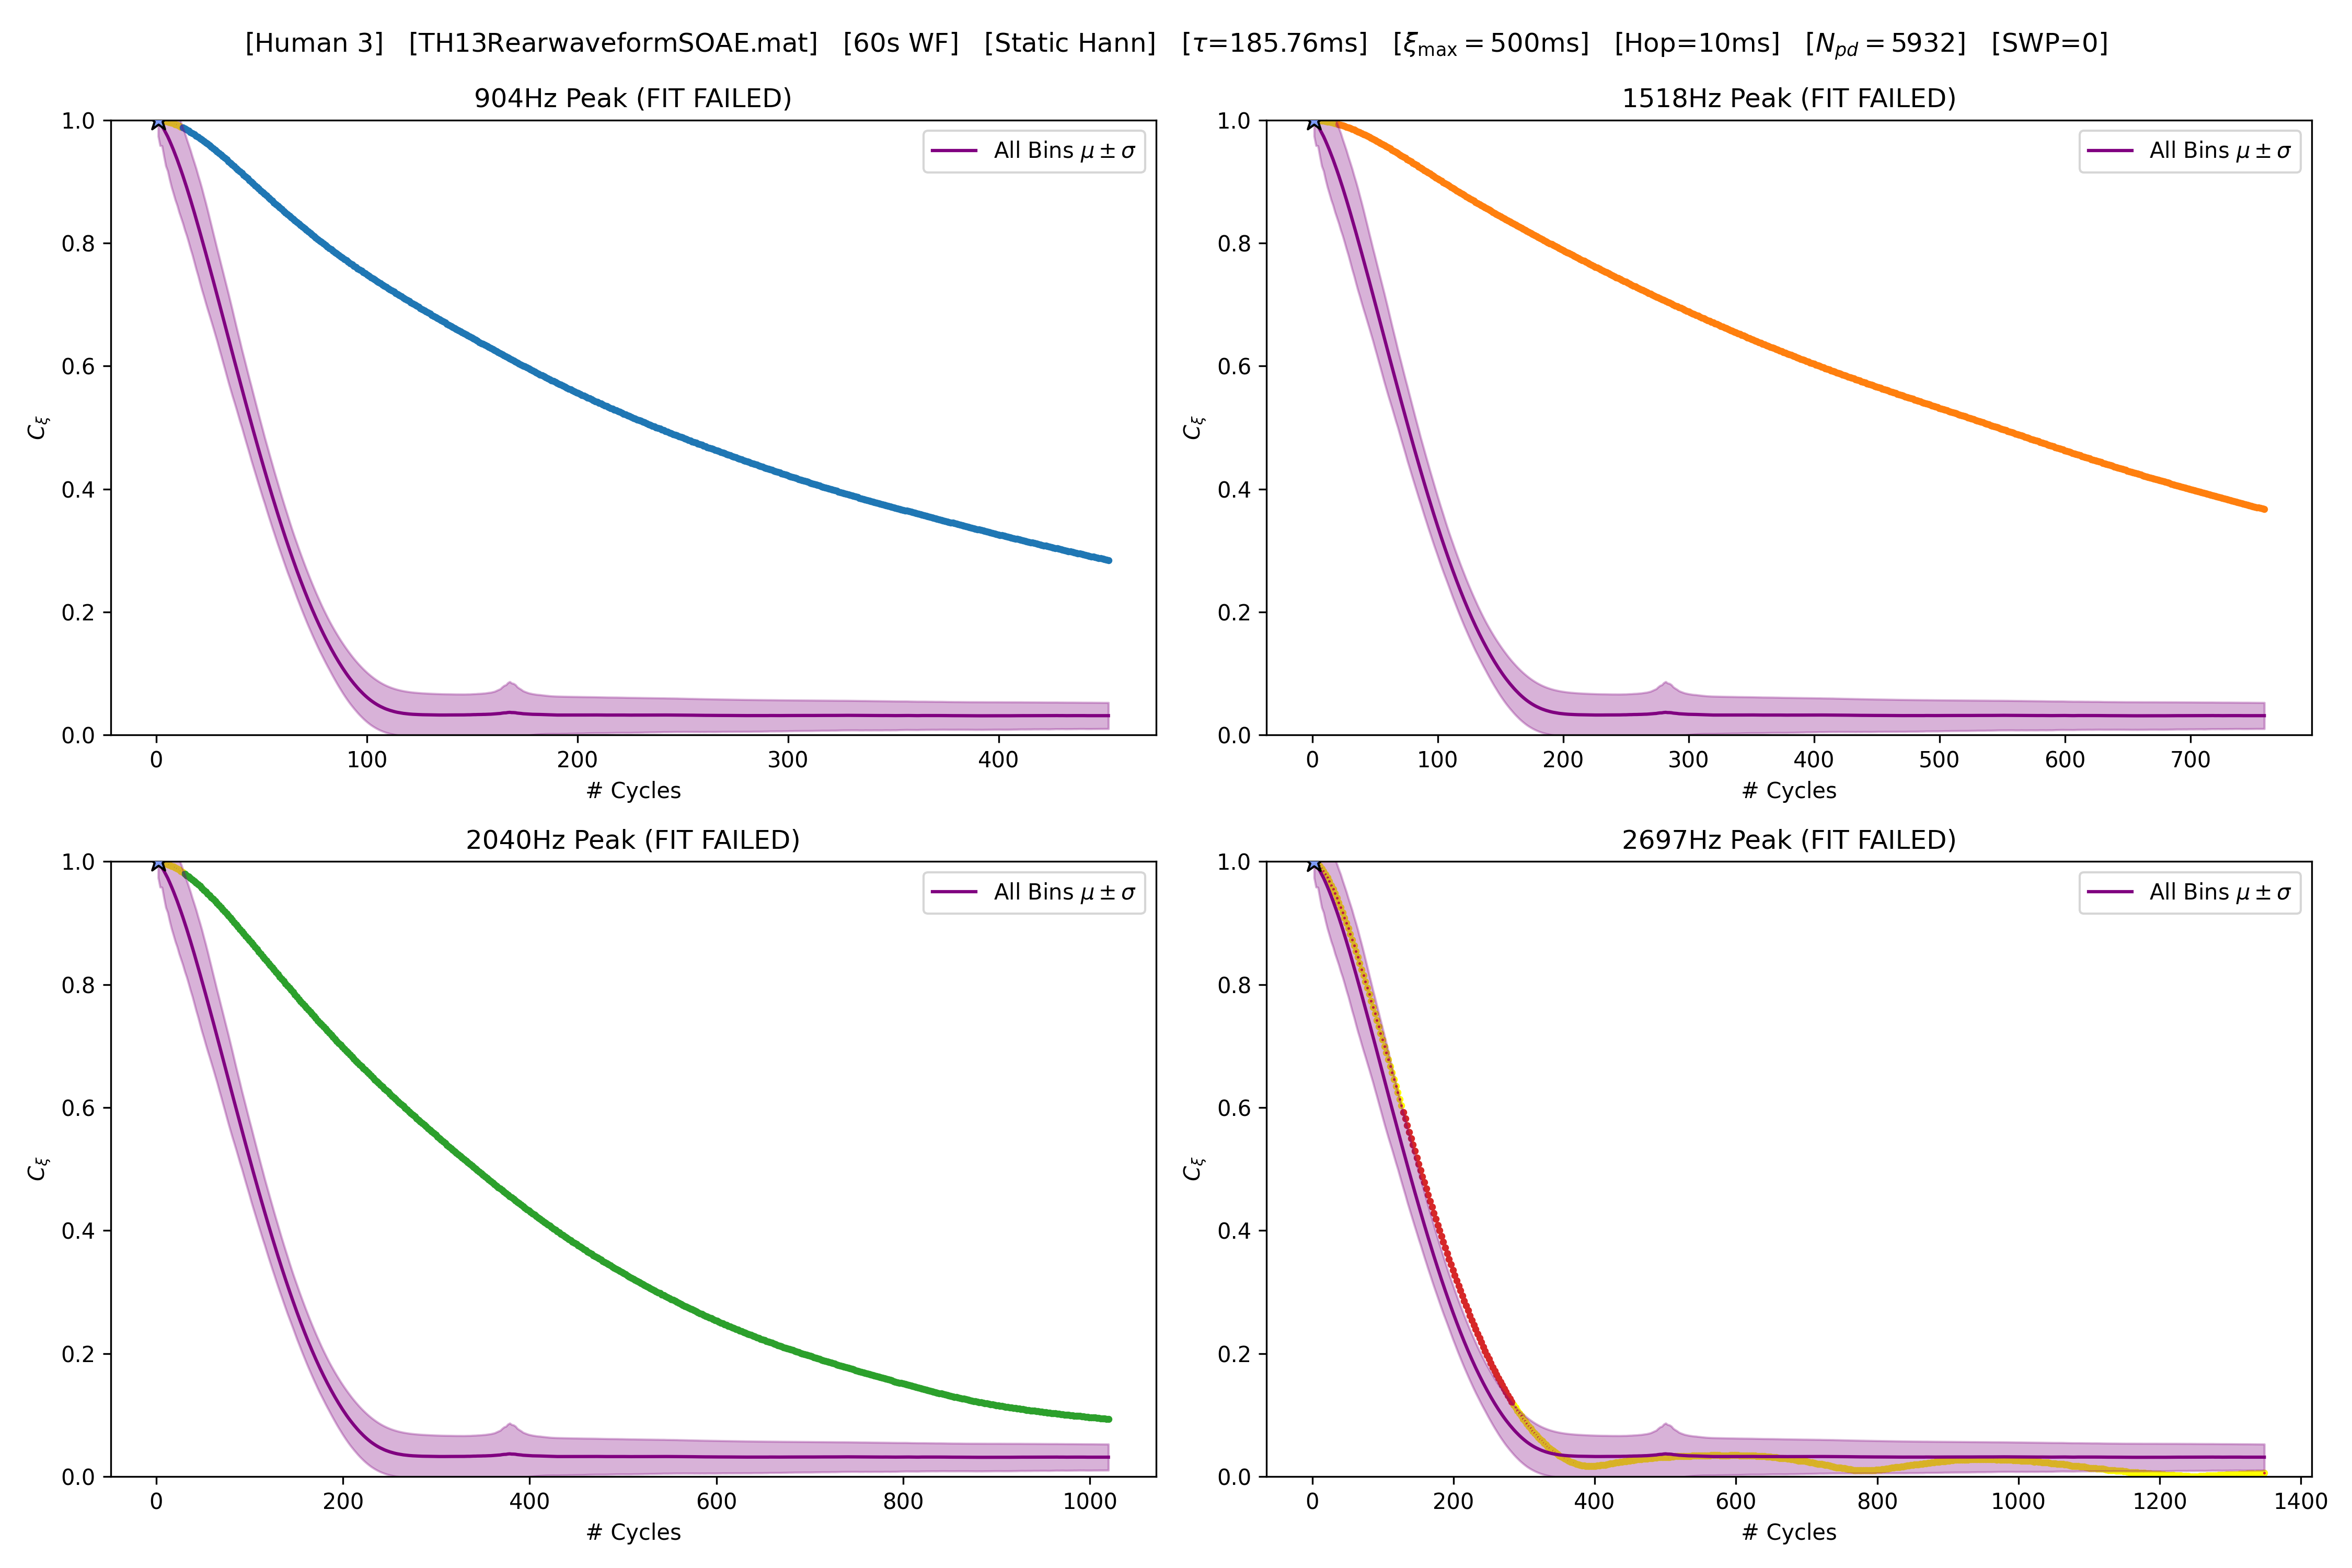 [Human 3] [TH13RearwaveformSOAE.mat] [60s WF] [Static Hann] [τ=185.76ms] [ξmax = 500ms] [Hop=10ms] [Npd = 5932] [SWP=0]
904Hz Peak (FIT FAILED)
1.0
0.8
0.6
0.4
0.2
0.0
Cξ
All Bins μ ± σ
0 100 200 300 400
# Cycles
1518Hz Peak (FIT FAILED)
1.0
0.8
0.6
0.4
0.2
0.0
Cξ
All Bins μ ± σ
0 100 200 300 400 500 600 700
# Cycles
2040Hz Peak (FIT FAILED)
1.0
0.8
0.6
0.4
0.2
0.0
Cξ
All Bins μ ± σ
0 200 400 600 800 1000
# Cycles
2697Hz Peak (FIT FAILED)
1.0
0.8
0.6
0.4
0.2
0.0
Cξ
All Bins μ ± σ
0 200 400 600 800 1000 1200 1400
# Cycles